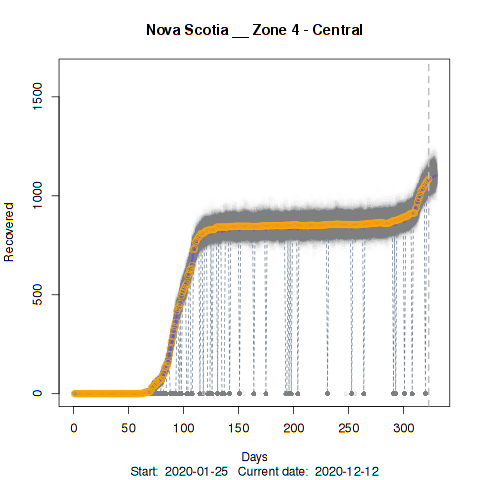 Nova Scotia __ Zone 4 - Central
Recovered
1500
1000
500
0
0 50 100 150 200 250 300
Days
Start: 2020-01-25 Current date: 2020-12-12